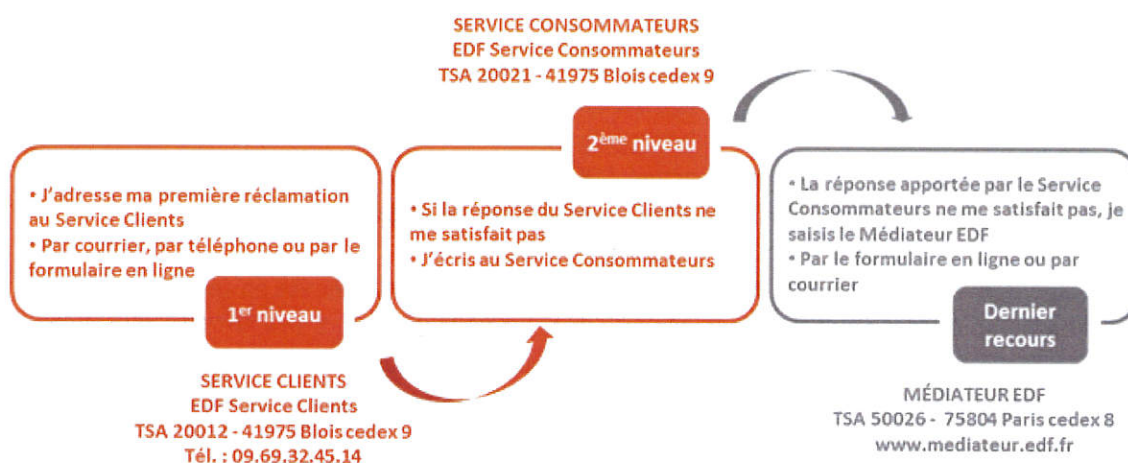 SERVICE CONSOMMATEURS
EDF Service Consommateurs
TSA 20021 - 41975 Blois cedex 9
• J'adresse ma première réclamation
au Service Clients
• Par courrier, par téléphone ou par le
formulaire en ligne
1er niveau
SERVICE CLIENTS
EDF Service Clients
TSA 20012 - 41975 Blois cedex 9
Tél. : 09.69.32.45.14
2ème niveau
• Si la réponse du Service Clients ne
me satisfait pas
• J'écris au Service Consommateurs
• La réponse apportée par le Service
Consommateurs ne me satisfait pas, je
saisis le Médiateur EDF
• Par le formulaire en ligne ou par
courrier
Dernier
recours
MÉDIATEUR EDF
TSA 50026 - 75804 Paris cedex 8
www.mediateur.edf.fr